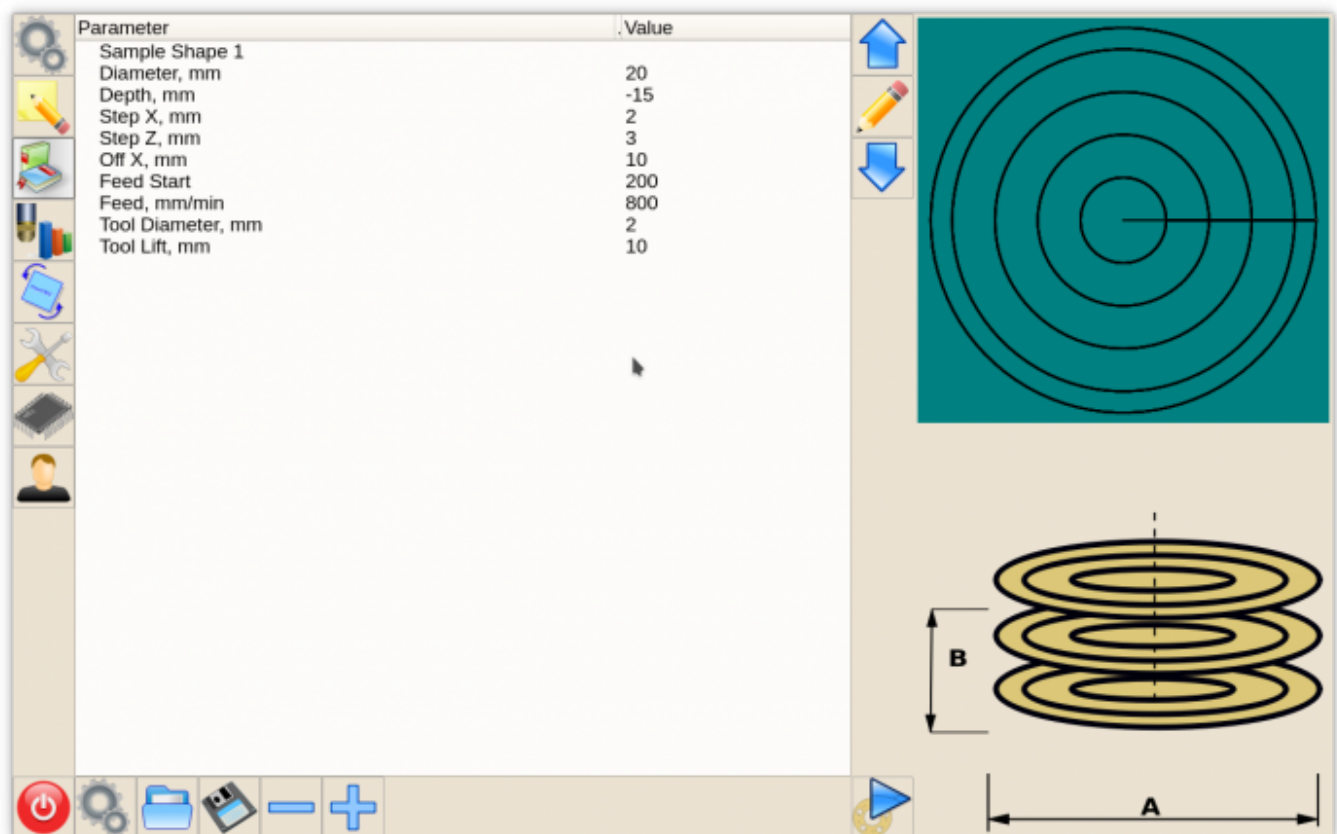 Parameter . Value
Sample Shape 1
Diameter, mm 20
Depth, mm -15
Step X, mm 2
Step Z, mm 3
Off X, mm 10
Feed Start 200
Feed, mm/min 800
Tool Diameter, mm 2
Tool Lift, mm 10
B
A